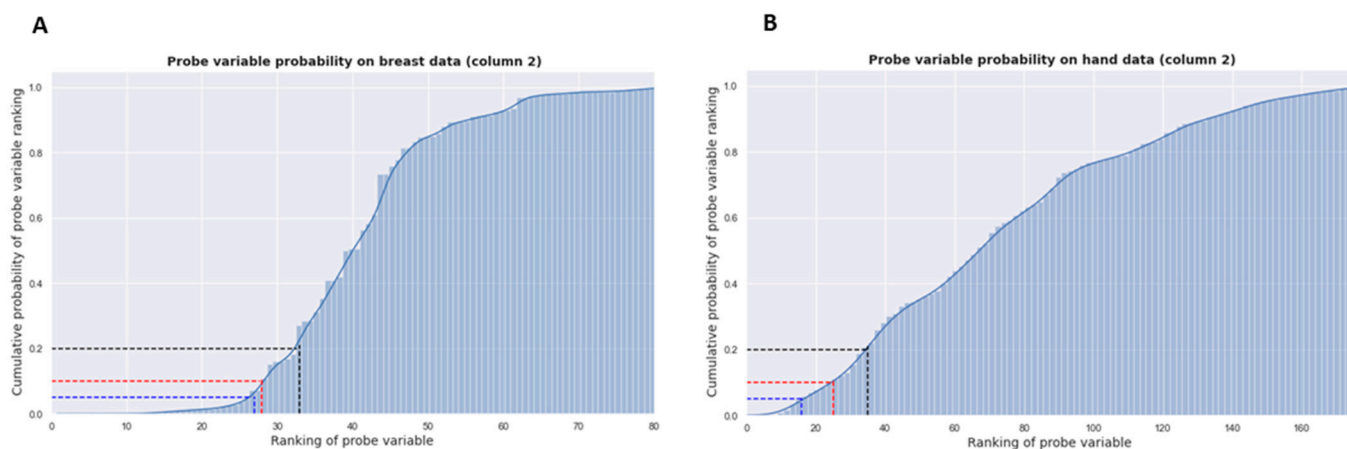 A
Probe variable probability on breast data (column 2)
Cumulative probability of probe variable ranking
1.0
0.8
0.6
0.4
0.2
0.0
0 10 20 30 40 50 60 70 80
Ranking of probe variable
B
Probe variable probability on hand data (column 2)
Cumulative probability of probe variable ranking
1.0
0.8
0.6
0.4
0.2
0.0
0 20 40 60 80 100 120 140 160
Ranking of probe variable